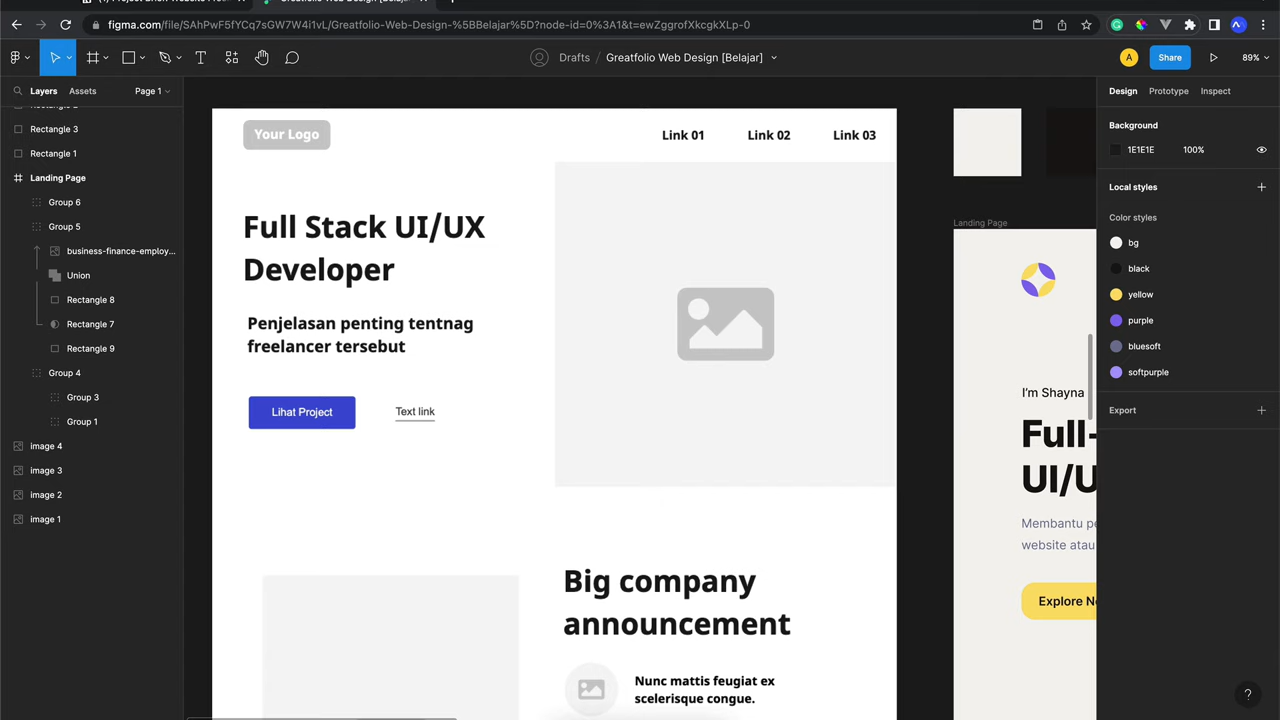 figma.com/file/SAhPwF5fYCq7sGW7W4i1vL/Greatfolio-Web-Design-%5BBelajar%5D?node-id=0%3A1&t=ewZggrofXkcgkXLp-0
Drafts
Greatfolio Web Design [Belajar]
A
Share
89%
Layers
Assets
Page 1
Design
Prototype
Inspect
Rectangle 3
Rectangle 1
Landing Page
Group 6
Group 5
business-finance-employ...
Union
Rectangle 8
Rectangle 7
Rectangle 9
Group 4
Group 3
Group 1
image 4
image 3
image 2
image 1
Your Logo
Link 01
Link 02
Link 03
Full Stack UI/UX
Developer
Penjelasan penting tentnag
freelancer tersebut
Lihat Project
Text link
Big company
announcement
Nunc mattis feugiat ex
scelerisque congue.
Landing Page
I'm Shayna
Full-
UI/U
Membantu pe
website atau
Explore N
Background
1E1E1E
100%
Local styles
Color styles
bg
black
yellow
purple
bluesoft
softpurple
Export
?